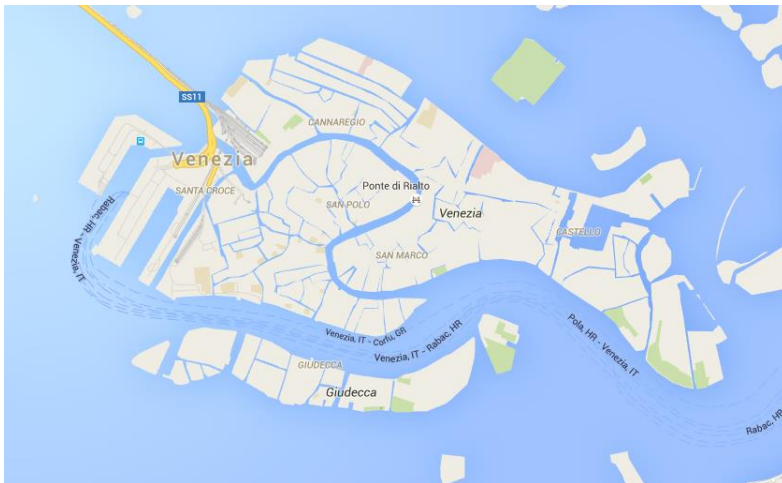 SS11
CANNAREGIO
Venezia
Ponte di Rialto
SANTA CROCE
SAN POLO
Venezia
Rabac, HR - Venezia, IT
CASTELLO
SAN MARCO
Venezia, IT - Corfu, GR
Pola, HR - Venezia, IT
Venezia, IT - Rabac, HR
GIUDECCA
Giudecca
Rabac, HR